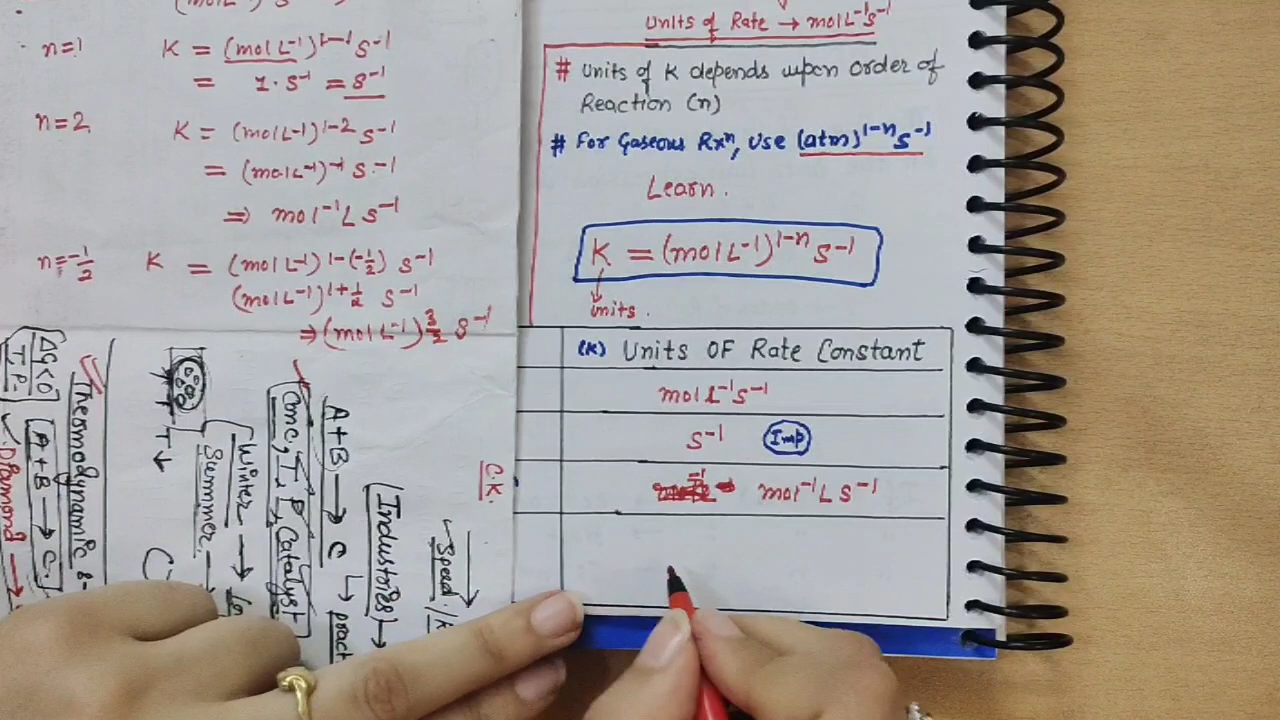 n=1
K = (mol L⁻¹)¹⁻¹ S⁻¹
= 1. S⁻¹ = S⁻¹
n=2
K = (mol L⁻¹)¹⁻² S⁻¹
= (mol L⁻¹)⁻¹ S⁻¹
⇒ mol⁻¹ L S⁻¹
n=-1/2
K = (mol L⁻¹)¹⁻⁽⁻½⁾ S⁻¹
(mol L⁻¹)¹⁺½ S⁻¹
⇒ (mol L⁻¹)3/2 S⁻¹
Units of Rate → mol L⁻¹ S⁻¹
# Units of K depends upon order of
Reaction (n)
# For Gaseous Rxⁿ, Use (atm)¹⁻ⁿ S⁻¹
Learn.
K = (mol L⁻¹)¹⁻ⁿ S⁻¹
units.
(K) Units OF Rate Constant
mol L⁻¹ S⁻¹
S⁻¹ Imp
mol⁻¹ L S⁻¹
C.K.
Speed.
(Industries) →
A+B → C
Conc, T, P, Catalyst
Winter →
Summer →
T↓
Thermodynamic
A+B → C
ΔG<0
T.P.
Diamond →